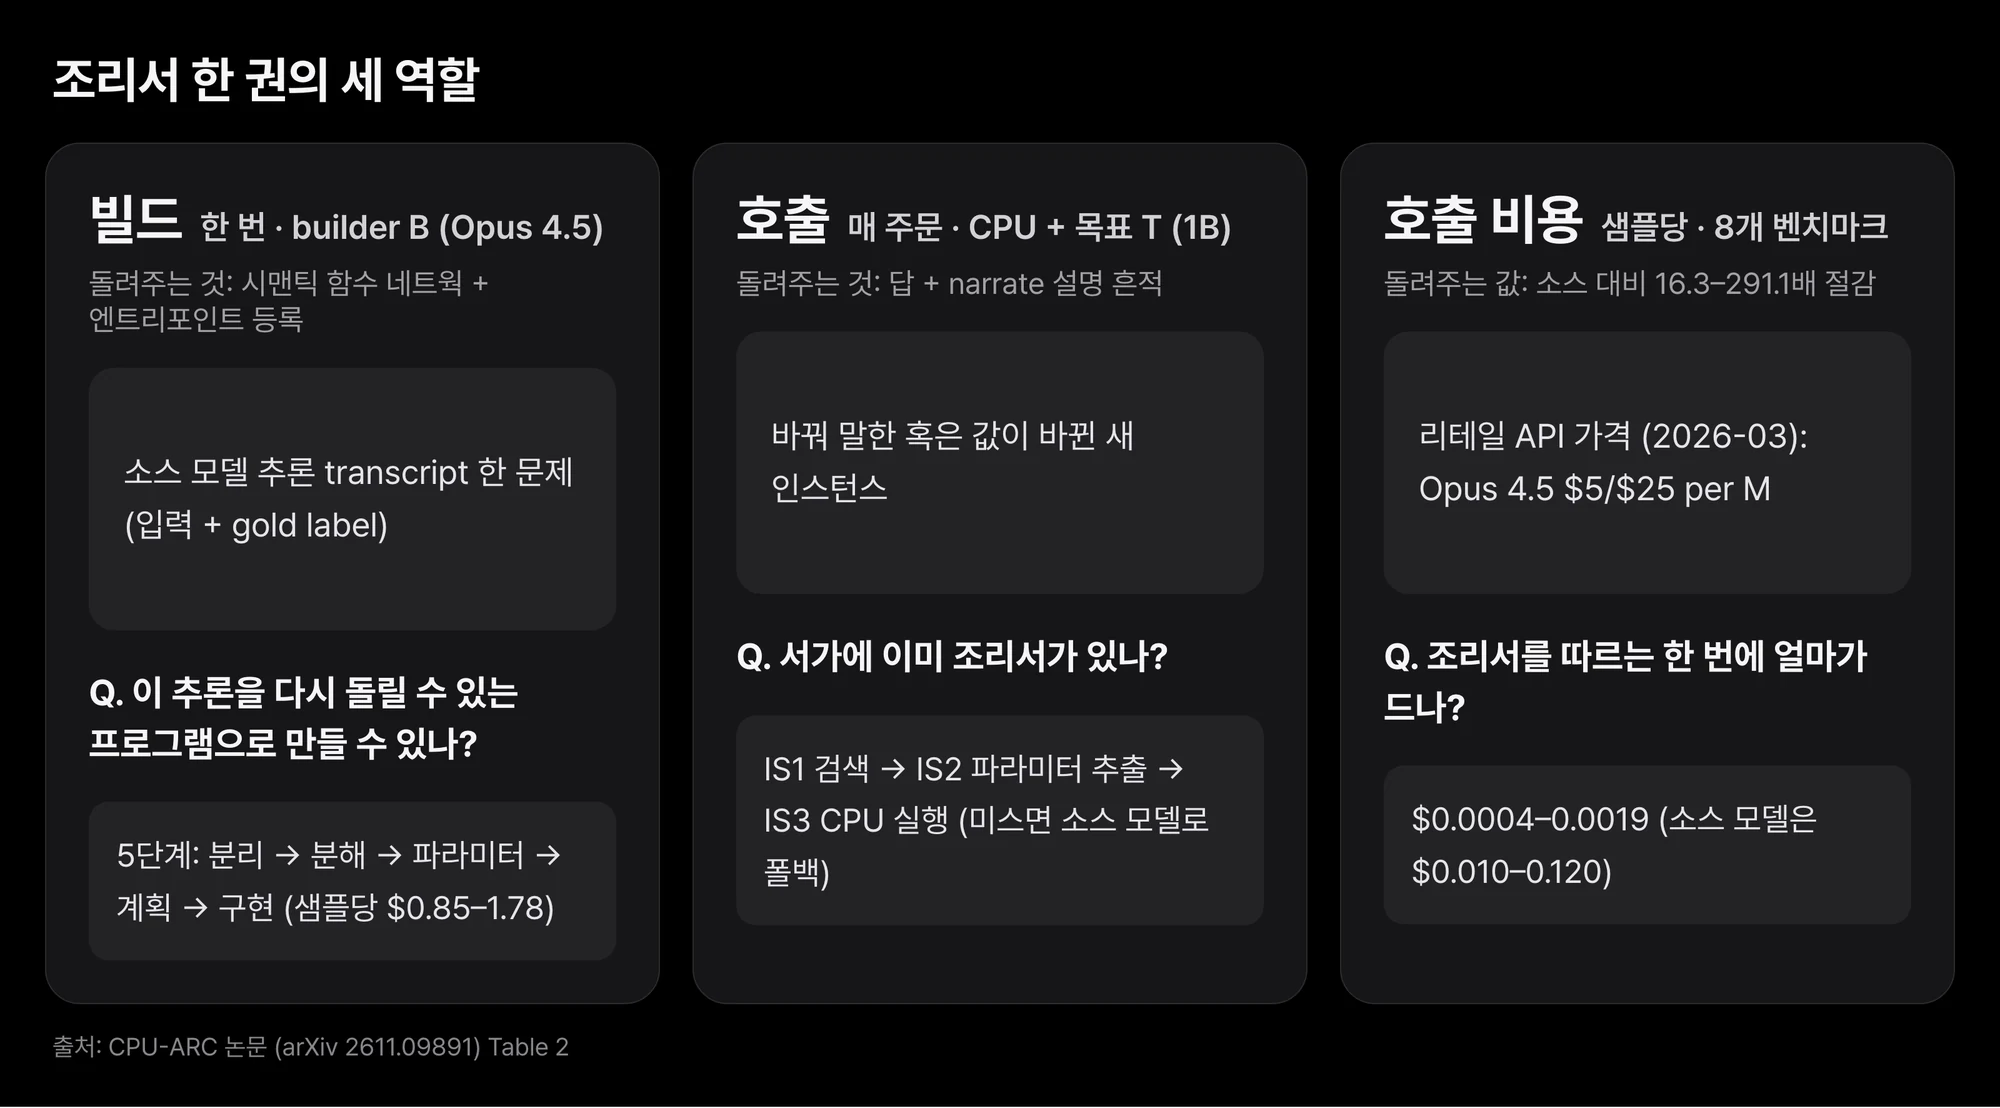 조리서 한 권의 세 역할
빌드 한 번 · builder B (Opus 4.5)
돌려주는 것: 시맨틱 함수 네트웍 +
엔트리포인트 등록
소스 모델 추론 transcript 한 문제
(입력 + gold label)
Q. 이 추론을 다시 돌릴 수 있는
프로그램으로 만들 수 있나?
5단계: 분리 → 분해 → 파라미터 →
계획 → 구현 (샘플당 $0.85–1.78)
호출 매 주문 · CPU + 목표 T (1B)
돌려주는 것: 답 + narrate 설명 흔적
바꿔 말한 혹은 값이 바뀐 새
인스턴스
Q. 서가에 이미 조리서가 있나?
IS1 검색 → IS2 파라미터 추출 →
IS3 CPU 실행 (미스면 소스 모델로
폴백)
호출 비용 샘플당 · 8개 벤치마크
돌려주는 값: 소스 대비 16.3–291.1배 절감
리테일 API 가격 (2026-03):
Opus 4.5 $5/$25 per M
Q. 조리서를 따르는 한 번에 얼마가
드나?
$0.0004–0.0019 (소스 모델은
$0.010–0.120)
출처: CPU-ARC 논문 (arXiv 2611.09891) Table 2